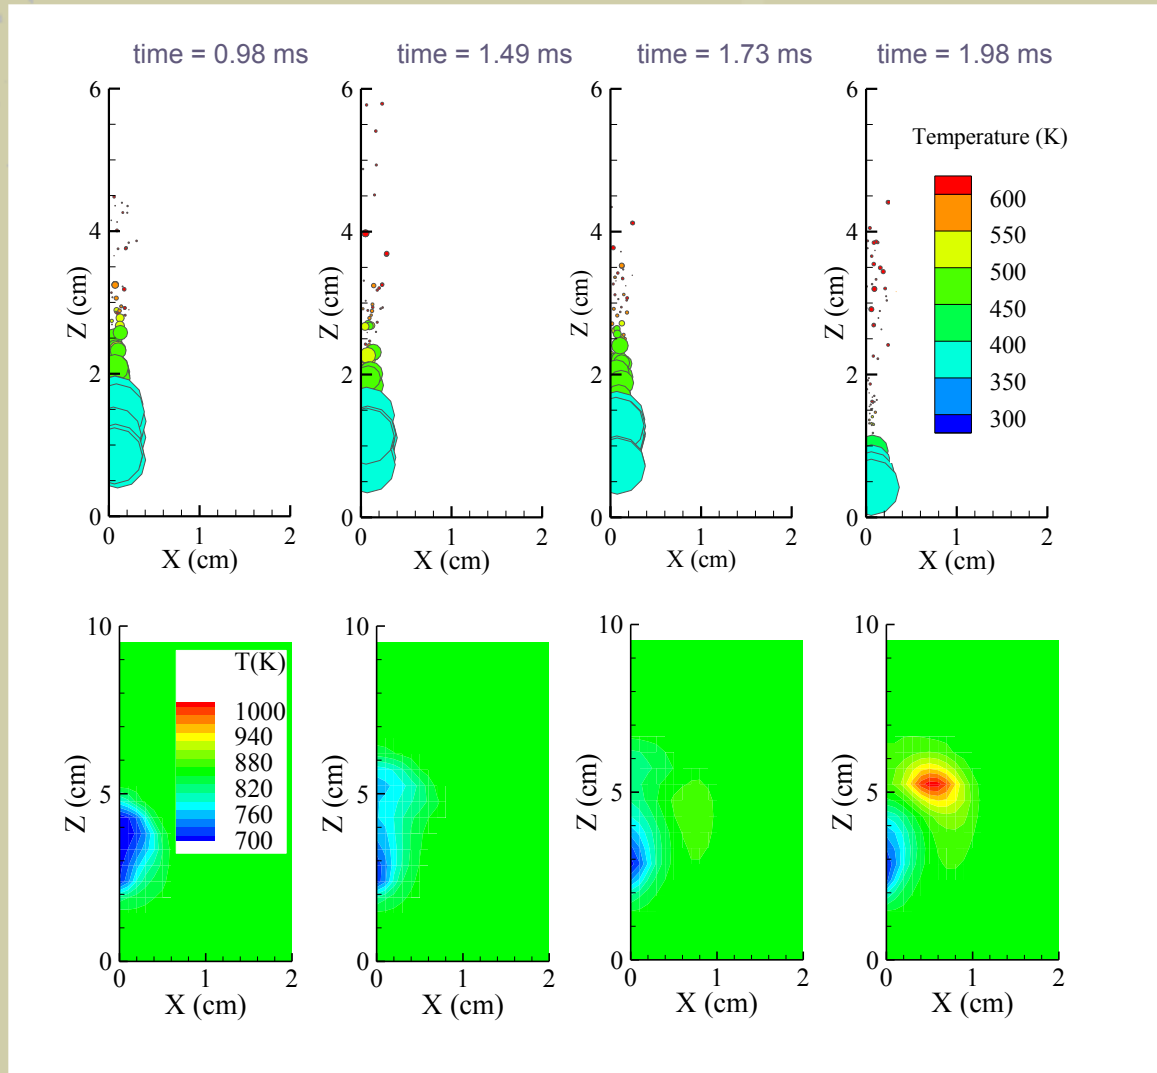 time = 0.98 ms
time = 1.49 ms
time = 1.73 ms
time = 1.98 ms
6
4
2
0
Z (cm)
0 1 2
X (cm)
6
4
2
0
Z (cm)
0 1 2
X (cm)
6
4
2
0
Z (cm)
0 1 2
X (cm)
6
4
2
0
Z (cm)
0 1 2
X (cm)
Temperature (K)
600
550
500
450
400
350
300
10
5
0
Z (cm)
0 1 2
X (cm)
T(K)
1000
940
880
820
760
700
10
5
0
Z (cm)
0 1 2
X (cm)
10
5
0
Z (cm)
0 1 2
X (cm)
10
5
0
Z (cm)
0 1 2
X (cm)